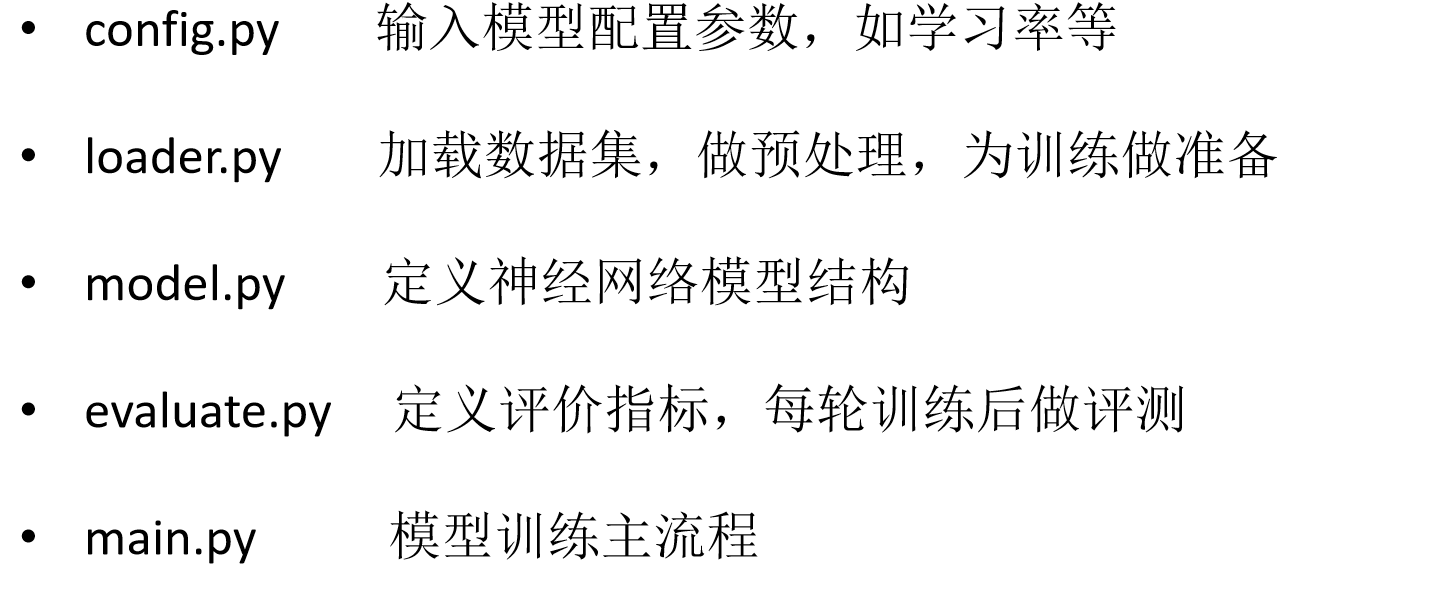 • config.py 输入模型配置参数，如学习率等
• loader.py 加载数据集，做预处理，为训练做准备
• model.py 定义神经网络模型结构
• evaluate.py 定义评价指标，每轮训练后做评测
• main.py 模型训练主流程